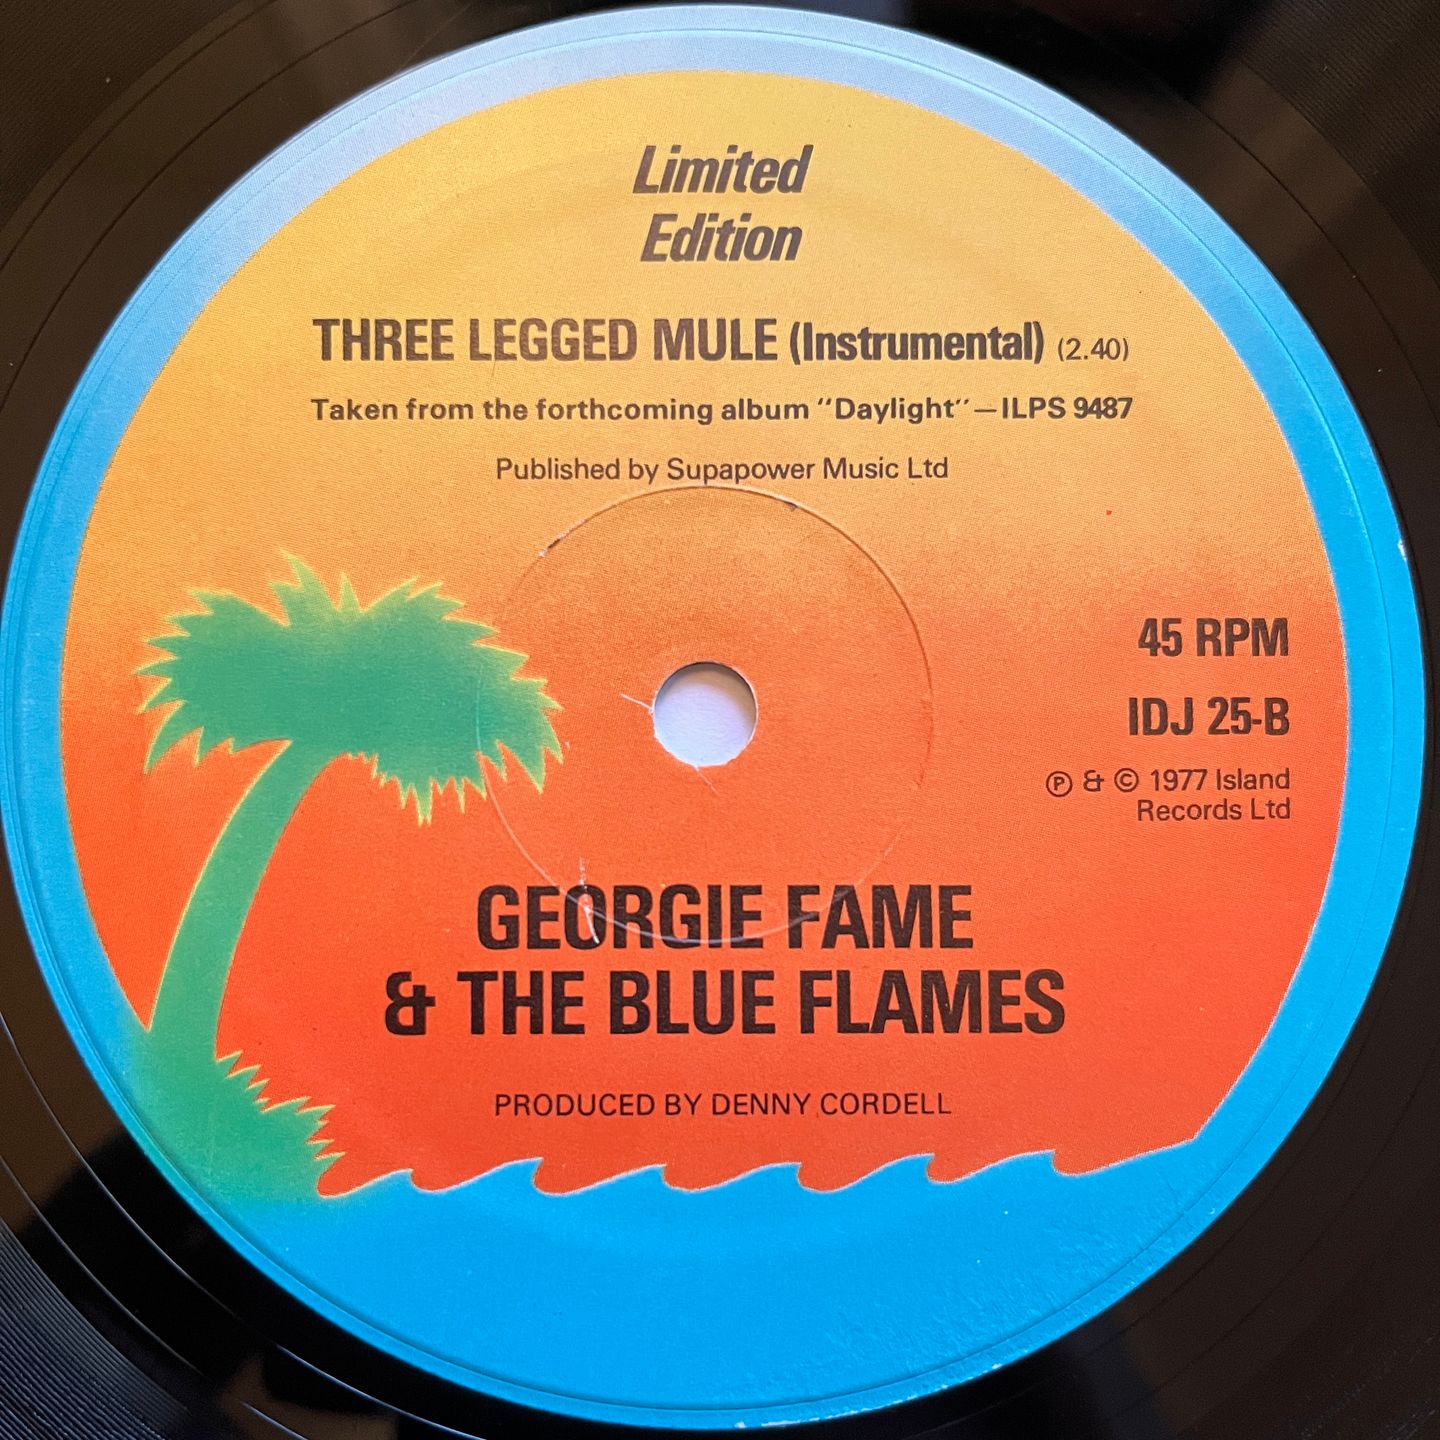 Limited
Edition
THREE LEGGED MULE (Instrumental) (2.40)
Taken from the forthcoming album "Daylight" — ILPS 9487
Published by Supapower Music Ltd
45 RPM
IDJ 25-B
℗ & © 1977 Island
Records Ltd
GEORGIE FAME
& THE BLUE FLAMES
PRODUCED BY DENNY CORDELL